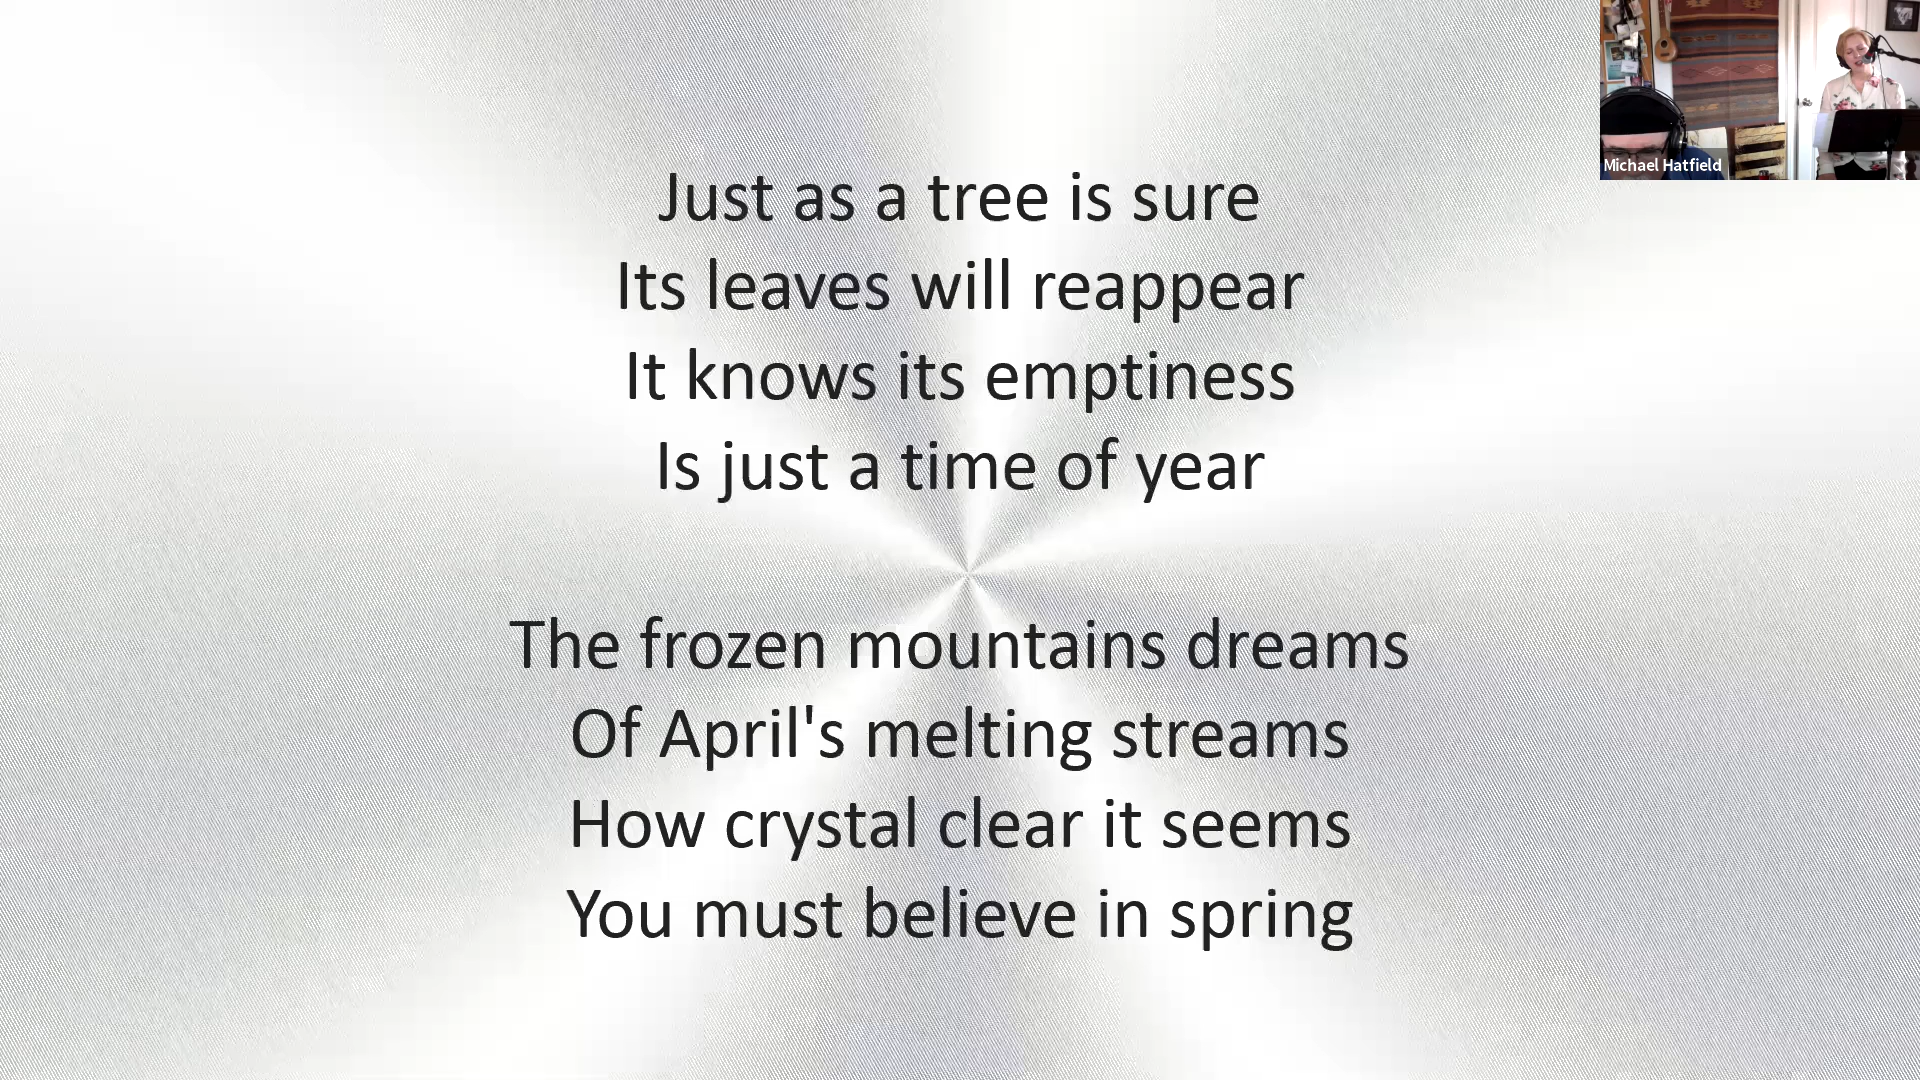 Just as a tree is sure
Its leaves will reappear
It knows its emptiness
Is just a time of year
The frozen mountains dreams
Of April's melting streams
How crystal clear it seems
You must believe in spring
Michael Hatfield